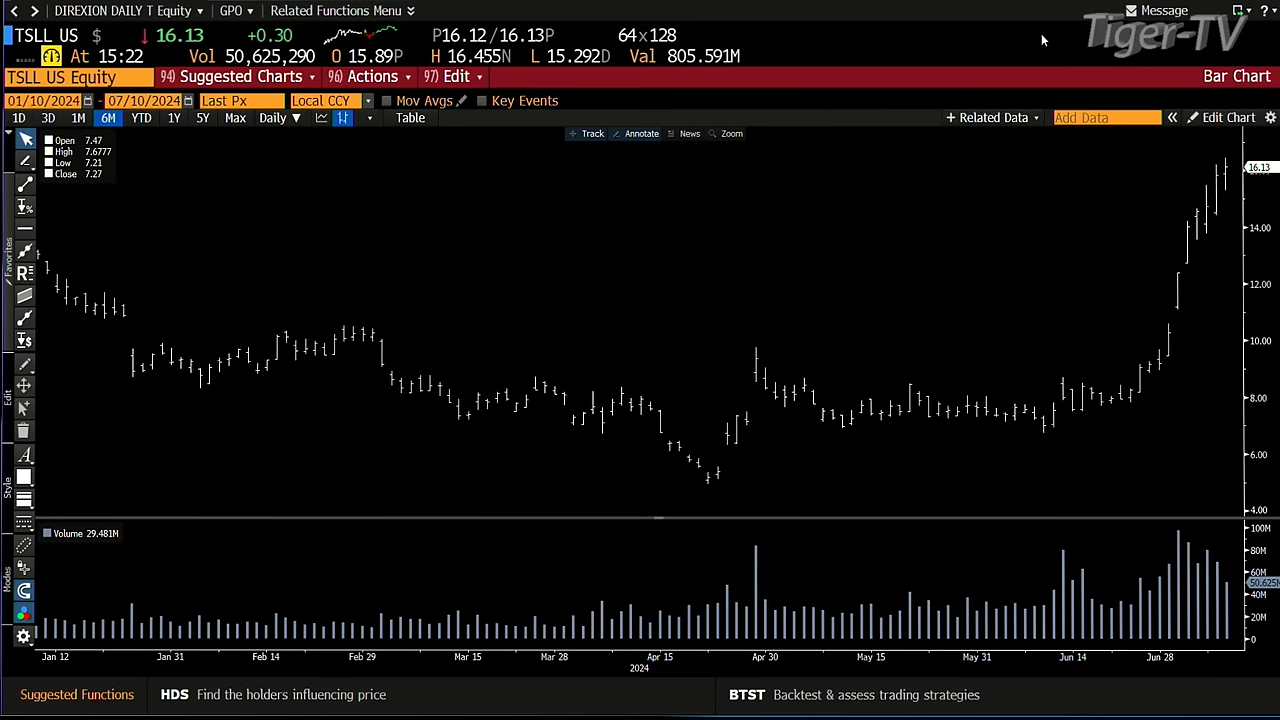 DIREXION DAILY T Equity GPO Related Functions Menu Message ?
TSLL US $ 16.13 +0.30 P16.12/16.13P 64x128 Tiger-TV
At 15:22 Vol 50,625,290 O 15.89P H 16.455N L 15.292D Val 805.591M
TSLL US Equity 94) Suggested Charts 96) Actions 97) Edit Bar Chart
01/10/2024 - 07/10/2024 Last Px Local CCY Mov Avgs Key Events
1D 3D 1M 6M YTD 1Y 5Y Max Daily ▼ Table + Related Data Add Data « Edit Chart
Track Annotate News Zoom
Open 7.47
High 7.6777
Low 7.21
Close 7.27
16.13
14.00
12.00
10.00
8.00
6.00
4.00
Favorites
Edit
Style
Modes
Volume 29.481M
100M
80M
60M
50.625M
40M
20M
0
Jan 12 Jan 31 Feb 14 Feb 29 Mar 15 Mar 28 Apr 15 Apr 30 May 15 May 31 Jun 14 Jun 28
2024
Suggested Functions HDS Find the holders influencing price BTST Backtest & assess trading strategies